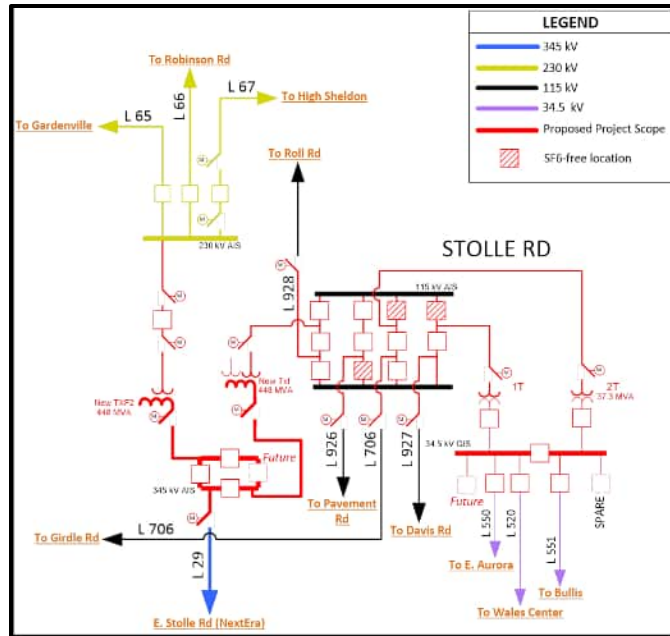 LEGEND
345 kV
230 kV
115 kV
34.5 kV
Proposed Project Scope
SF6-free location
To Robinson Rd
L 66
L 67
To High Sheldon
L 65
To Gardenville
230 kV AIS
To Roll Rd
STOLLE RD
L 928
115 kV AIS
M
M
M
M
M
M
M
M
M
M
M
M
M
M
New TXF2
448 MVA
New Txf
448 MVA
1T
2T
37.3 MVA
L 926
L 706
L 927
34.5 kV GIS
Future
345 kV AIS
Future
L 550
L 520
L 551
SPARE
To Pavement
Rd
To Davis Rd
To Girdle Rd
L 706
L 29
To E. Aurora
To Bullis
To Wales Center
E. Stolle Rd (NextEra)